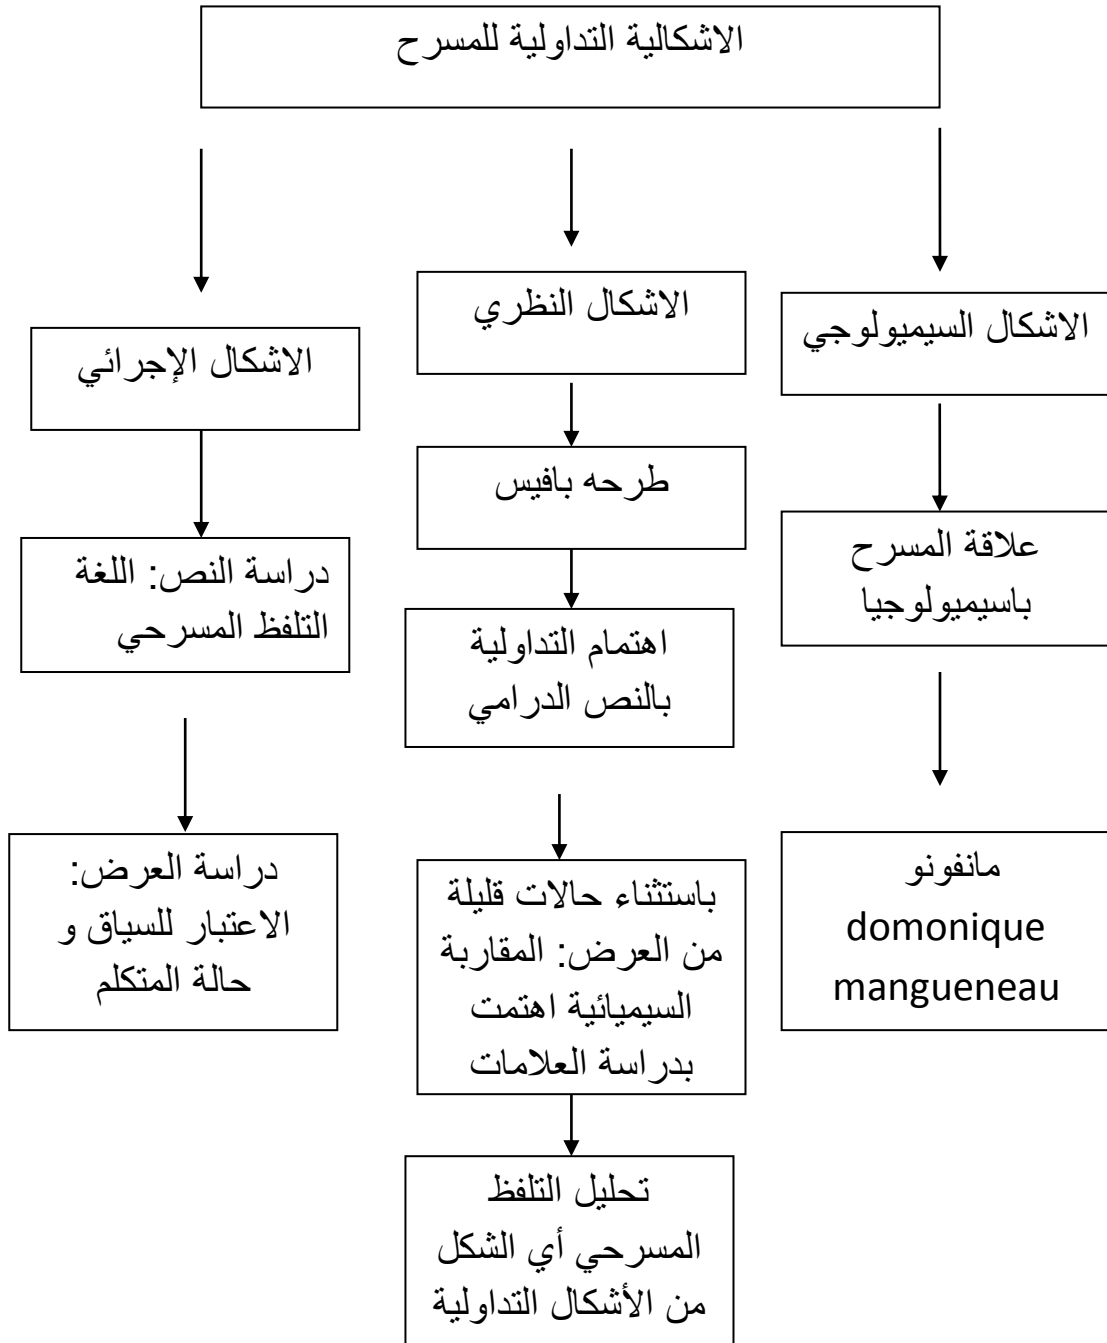 الاشكالية التداولية للمسرح
الاشكال السيميولوجي
علاقة المسرح
باسيميولوجيا
مانفونو
domonique
mangueneau
الاشكال النظري
طرحه بافيس
اهتمام التداولية
بالنص الدرامي
باستثناء حالات قليلة
من العرض: المقاربة
السيميائية اهتمت
بدراسة العلامات
تحليل التلفظ
المسرحي أي الشكل
من الأشكال التداولية
الاشكال الإجرائي
دراسة النص: اللغة
التلفظ المسرحي
دراسة العرض:
الاعتبار للسياق و
حالة المتكلم